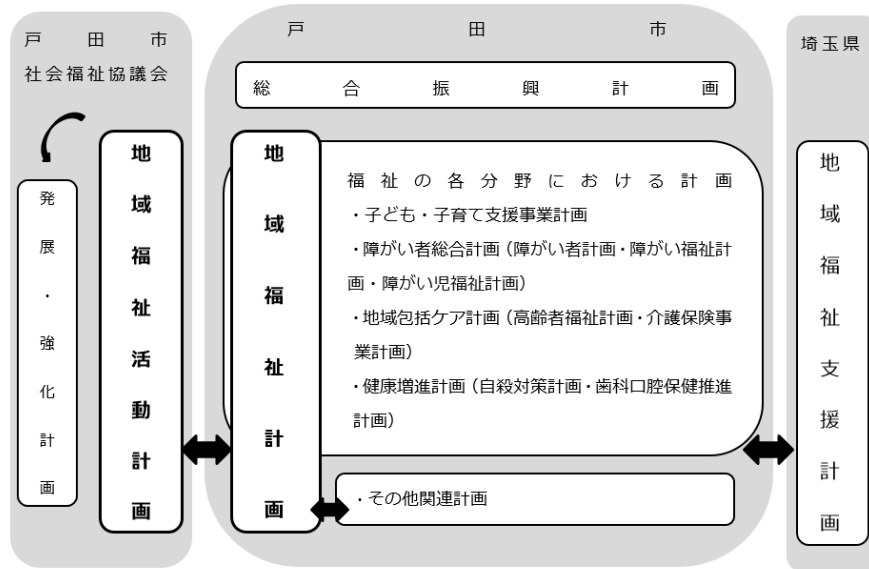 戸田市
社会福祉協議会
発展・強化計画
地域福祉活動計画
戸田市
総合振興計画
地域福祉計画
福祉の各分野における計画
・子ども・子育て支援事業計画
・障がい者総合計画（障がい者計画・障がい福祉計
画・障がい児福祉計画）
・地域包括ケア計画（高齢者福祉計画・介護保険事
業計画）
・健康増進計画（自殺対策計画・歯科口腔保健推進
計画）
・その他関連計画
埼玉県
地域福祉支援計画